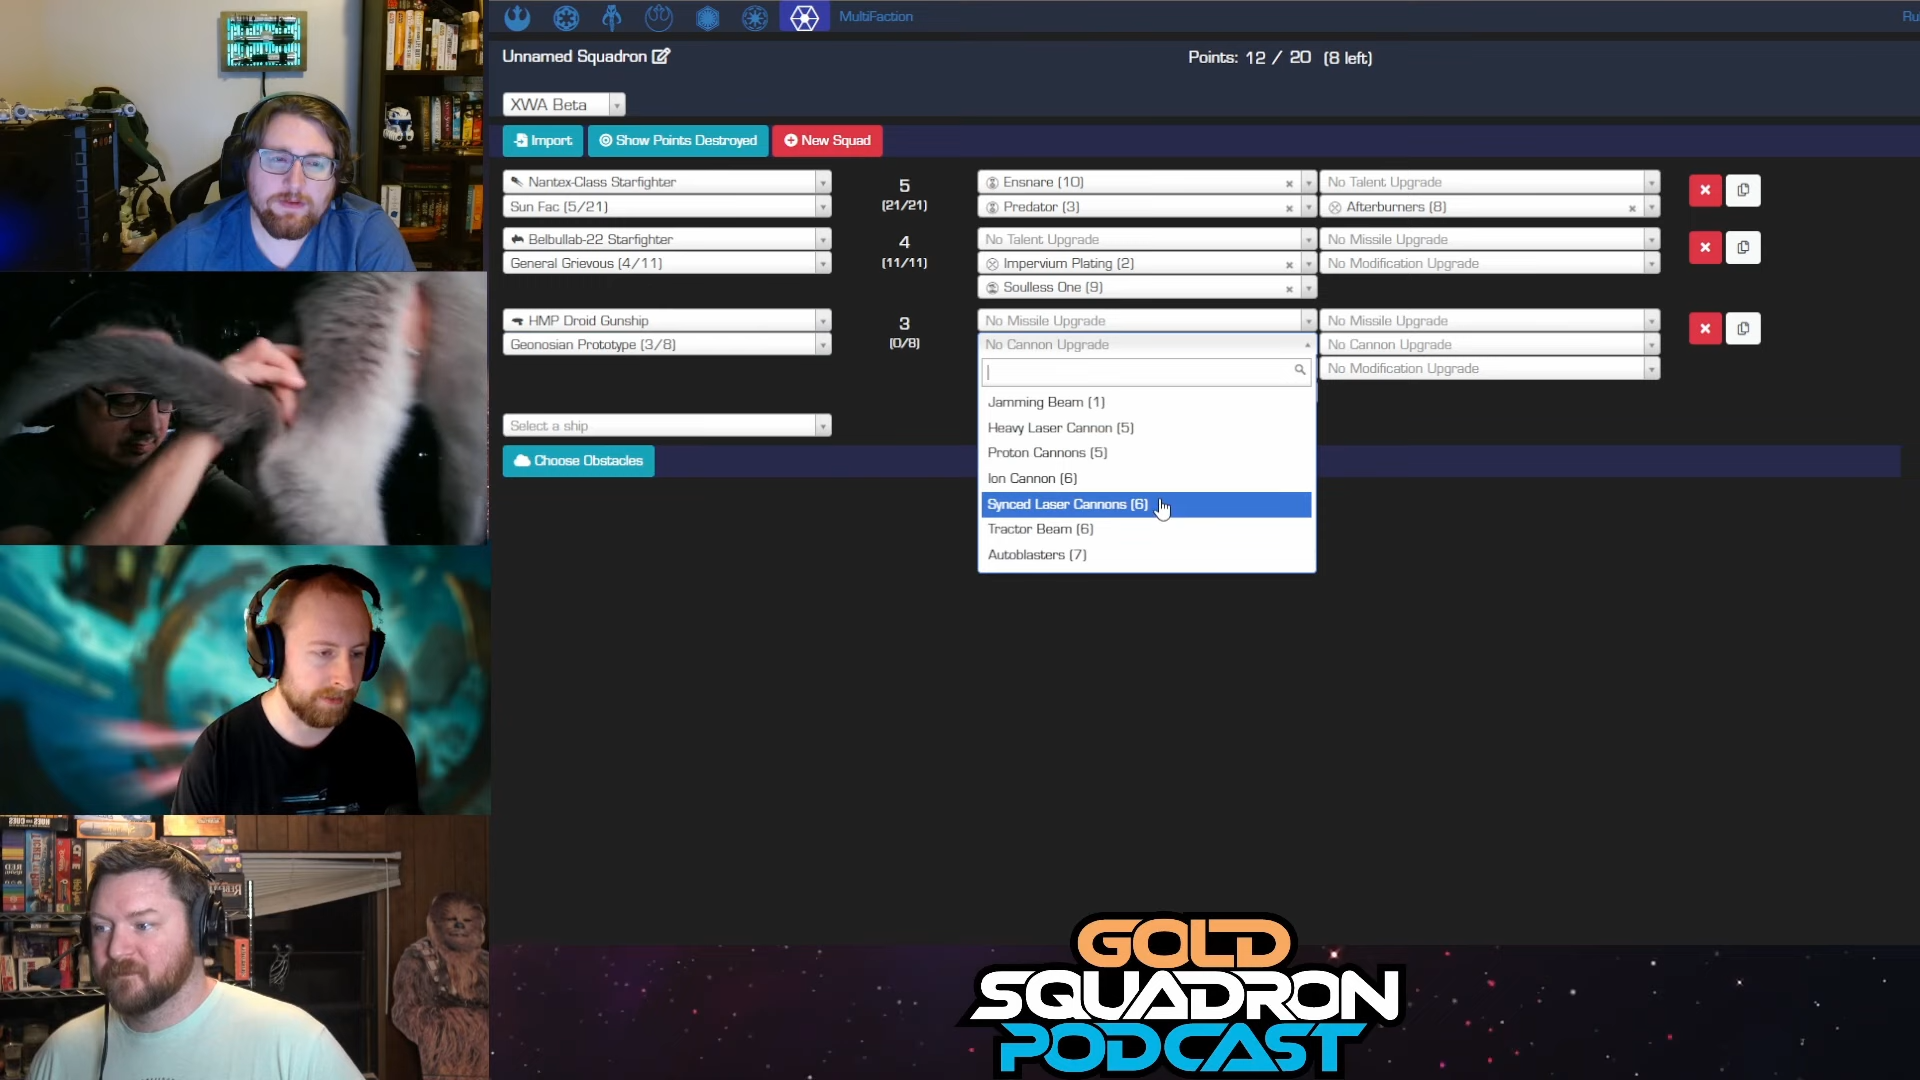 MultiFaction
Ru
Unnamed Squadron
Points: 12 / 20 (8 left)
XWA Beta
Import
Show Points Destroyed
New Squad
Nantex-Class Starfighter
5
Ensnare (10)
No Talent Upgrade
Sun Fac (5/21)
(21/21)
Predator (3)
Afterburners (8)
Belbullab-22 Starfighter
4
No Talent Upgrade
No Missile Upgrade
General Grievous (4/11)
(11/11)
Impervium Plating (2)
No Modification Upgrade
Soulless One (9)
HMP Droid Gunship
3
No Missile Upgrade
No Missile Upgrade
Geonosian Prototype (3/8)
(0/8)
No Cannon Upgrade
No Cannon Upgrade
No Modification Upgrade
Jamming Beam (1)
Select a ship
Heavy Laser Cannon (5)
Proton Cannons (5)
Choose Obstacles
Ion Cannon (6)
Synced Laser Cannons (6)
Tractor Beam (6)
Autoblasters (7)
GOLD
SQUADRON
PODCAST